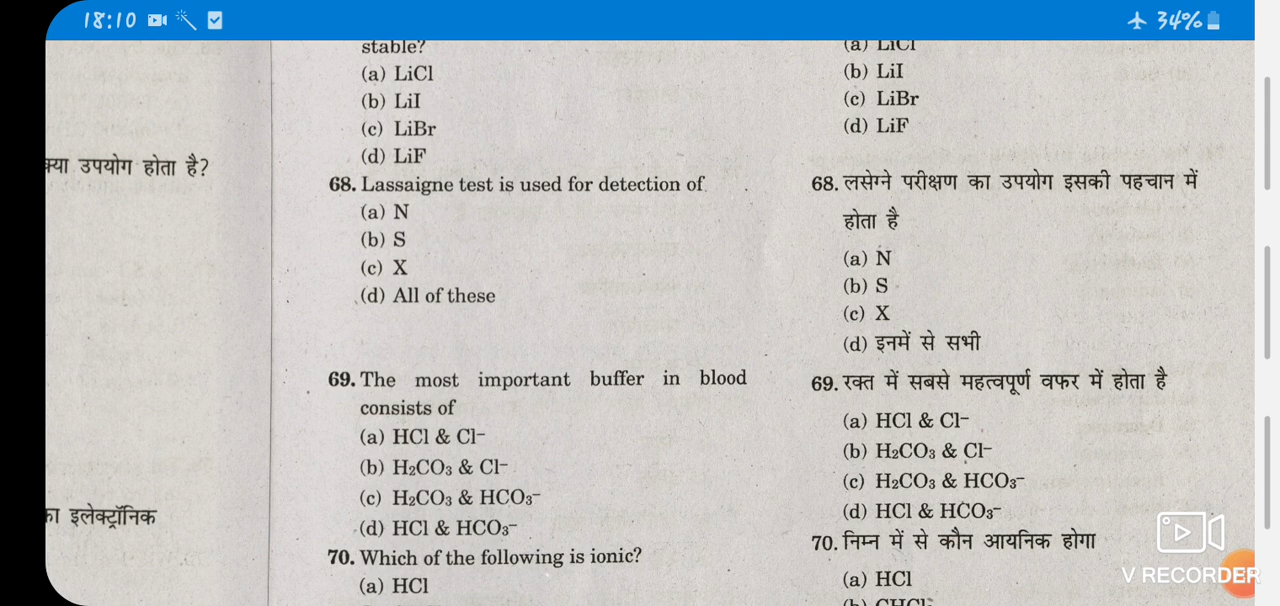 18:10
34%
क्या उपयोग होता है?
का इलेक्ट्रॉनिक
stable?
(a) LiCl
(b) LiI
(c) LiBr
(d) LiF
68. Lassaigne test is used for detection of
(a) N
(b) S
(c) X
(d) All of these
69. The most important buffer in blood
consists of
(a) HCl & Cl⁻
(b) H₂CO₃ & Cl⁻
(c) H₂CO₃ & HCO₃⁻
(d) HCl & HCO₃⁻
70. Which of the following is ionic?
(a) HCl
(a) LiCl
(b) LiI
(c) LiBr
(d) LiF
68. लसेग्ने परीक्षण का उपयोग इसकी पहचान में
होता है
(a) N
(b) S
(c) X
(d) इनमें से सभी
69. रक्त में सबसे महत्वपूर्ण वफर में होता है
(a) HCl & Cl⁻
(b) H₂CO₃ & Cl⁻
(c) H₂CO₃ & HCO₃⁻
(d) HCl & HCO₃⁻
70. निम्न में से कौन आयनिक होगा
(a) HCl
V RECORDER